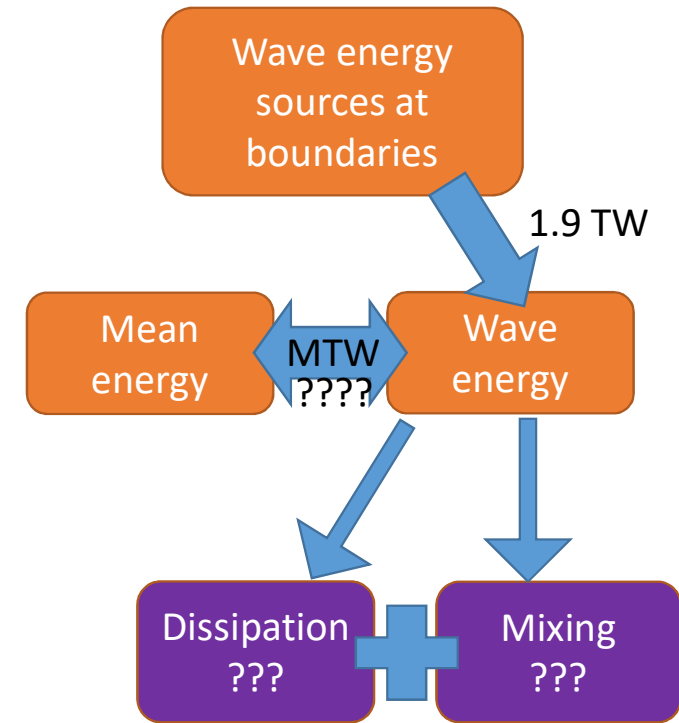 Wave energy
sources at
boundaries
1.9 TW
Mean
energy
MTW
????
Wave
energy
Dissipation
???
Mixing
???